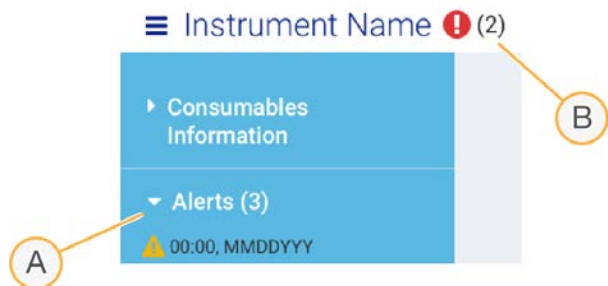 Instrument Name ! (2)
B
Consumables
Information
Alerts (3)
A
! 00:00, MMDDYYY